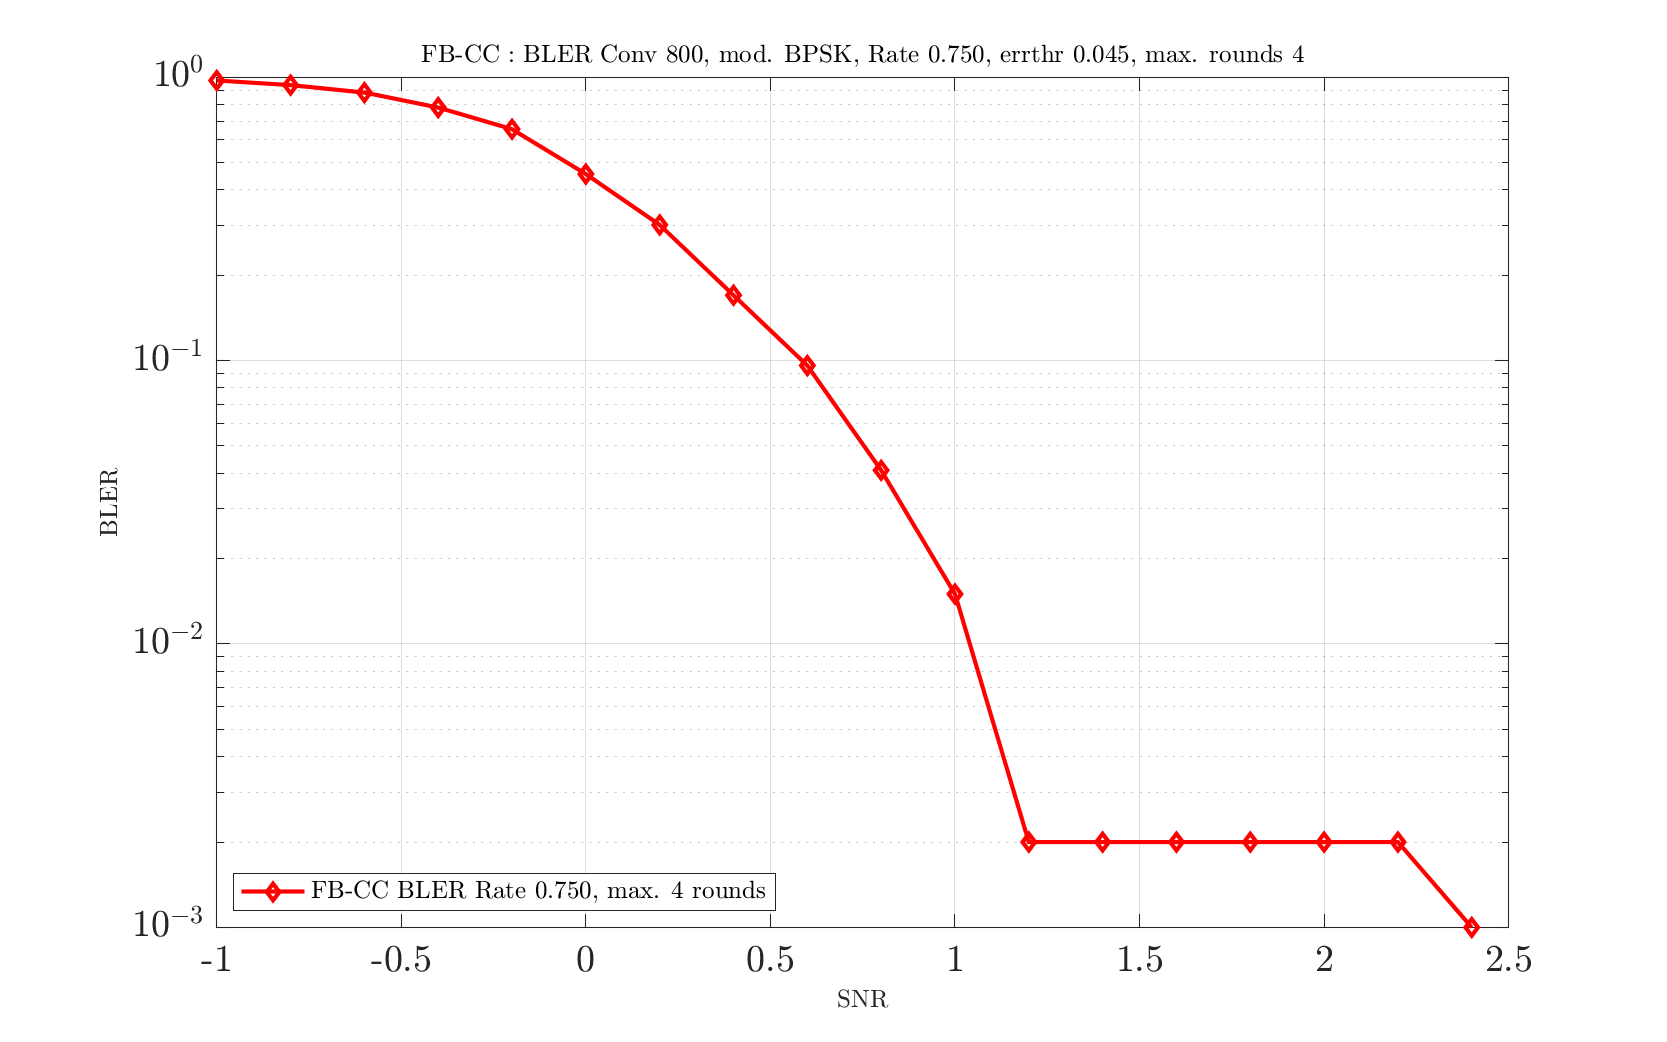 FB-CC : BLER Conv 800, mod. BPSK, Rate 0.750, errthr 0.045, max. rounds 4
10^0
10^-1
10^-2
10^-3
BLER
FB-CC BLER Rate 0.750, max. 4 rounds
-1 -0.5 0 0.5 1 1.5 2 2.5
SNR